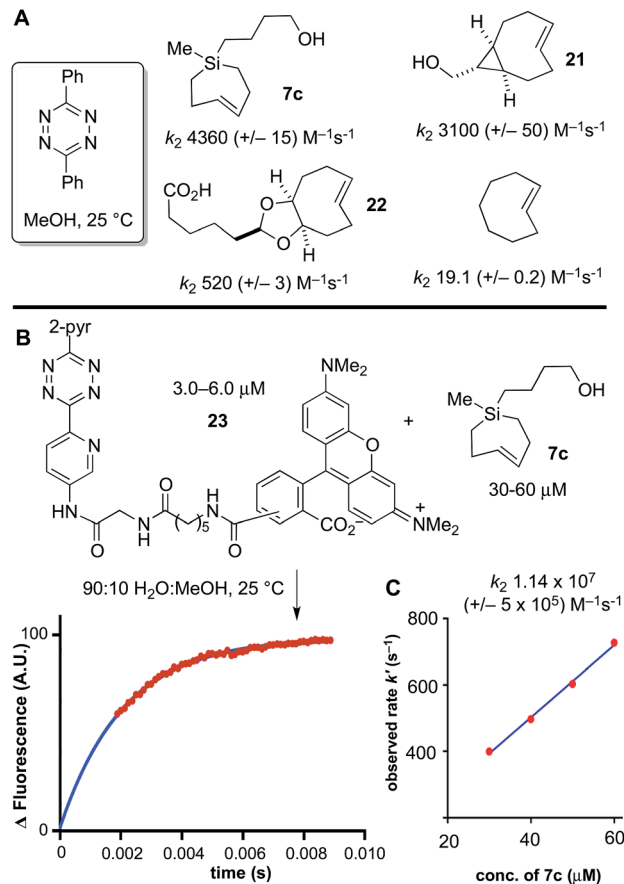 A
Ph
N N
N N
Ph
MeOH, 25 °C
Me
Si
OH
7c
k2 4360 (+/– 15) M–1s-1
HO
H
H
21
k2 3100 (+/– 50) M–1s-1
CO2H
O
O
H
H
22
k2 520 (+/– 3) M–1s-1
k2 19.1 (+/– 0.2) M–1s-1
B
2-pyr
N N
N N
N
NH
O
N
H
O
5
H
N
O
CO2–
NMe2
O
+
NMe2
3.0–6.0 μM
23
+
Me
Si
OH
7c
30-60 μM
90:10 H2O:MeOH, 25 °C
Δ Fluorescence (A.U.)
100
0
0 0.002 0.004 0.006 0.008 0.010
time (s)
C
k2 1.14 x 107
(+/– 5 x 105) M–1s-1
observed rate k' (s–1)
800
600
400
20 40 60
conc. of 7c (μM)